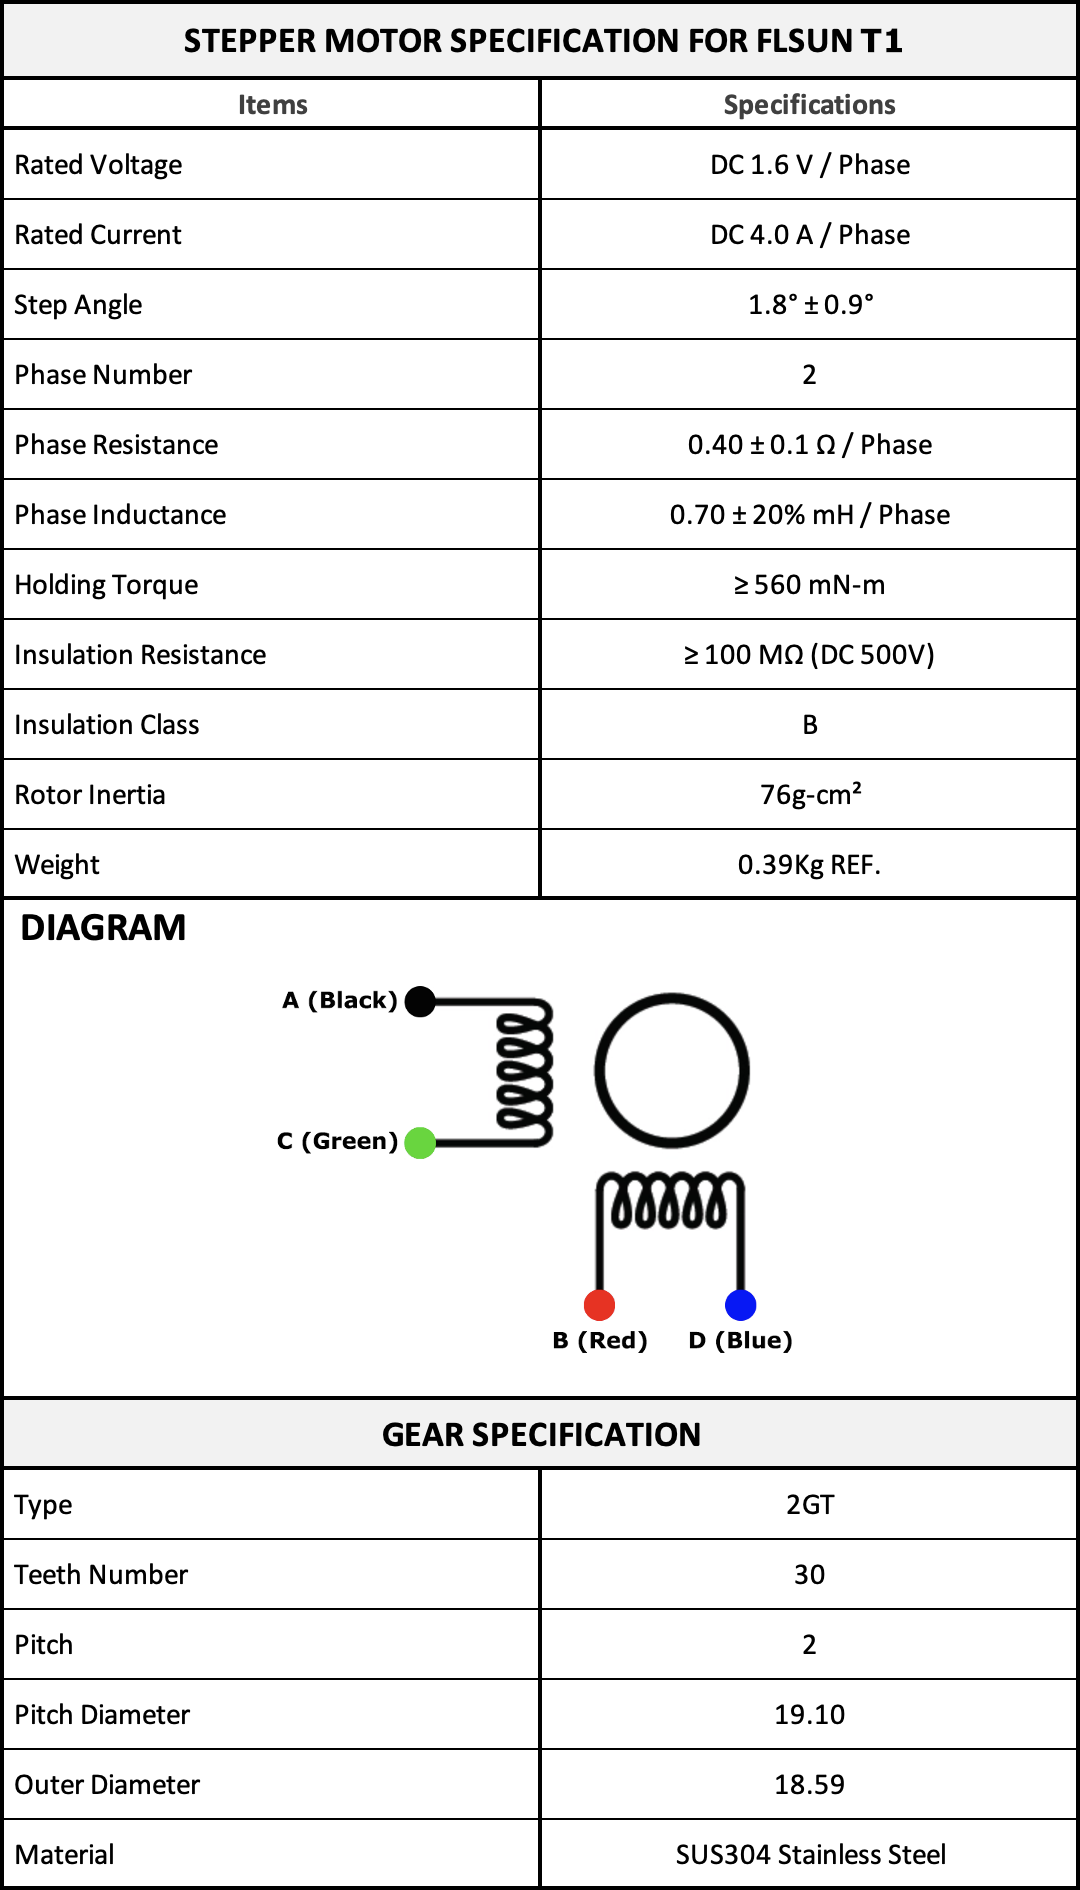 STEPPER MOTOR SPECIFICATION FOR FLSUN T1
Items Specifications
Rated Voltage DC 1.6 V / Phase
Rated Current DC 4.0 A / Phase
Step Angle 1.8° ± 0.9°
Phase Number 2
Phase Resistance 0.40 ± 0.1 Ω / Phase
Phase Inductance 0.70 ± 20% mH / Phase
Holding Torque ≥ 560 mN-m
Insulation Resistance ≥ 100 MΩ (DC 500V)
Insulation Class B
Rotor Inertia 76g-cm²
Weight 0.39Kg REF.
DIAGRAM
A (Black)
C (Green)
B (Red) D (Blue)
GEAR SPECIFICATION
Type 2GT
Teeth Number 30
Pitch 2
Pitch Diameter 19.10
Outer Diameter 18.59
Material SUS304 Stainless Steel